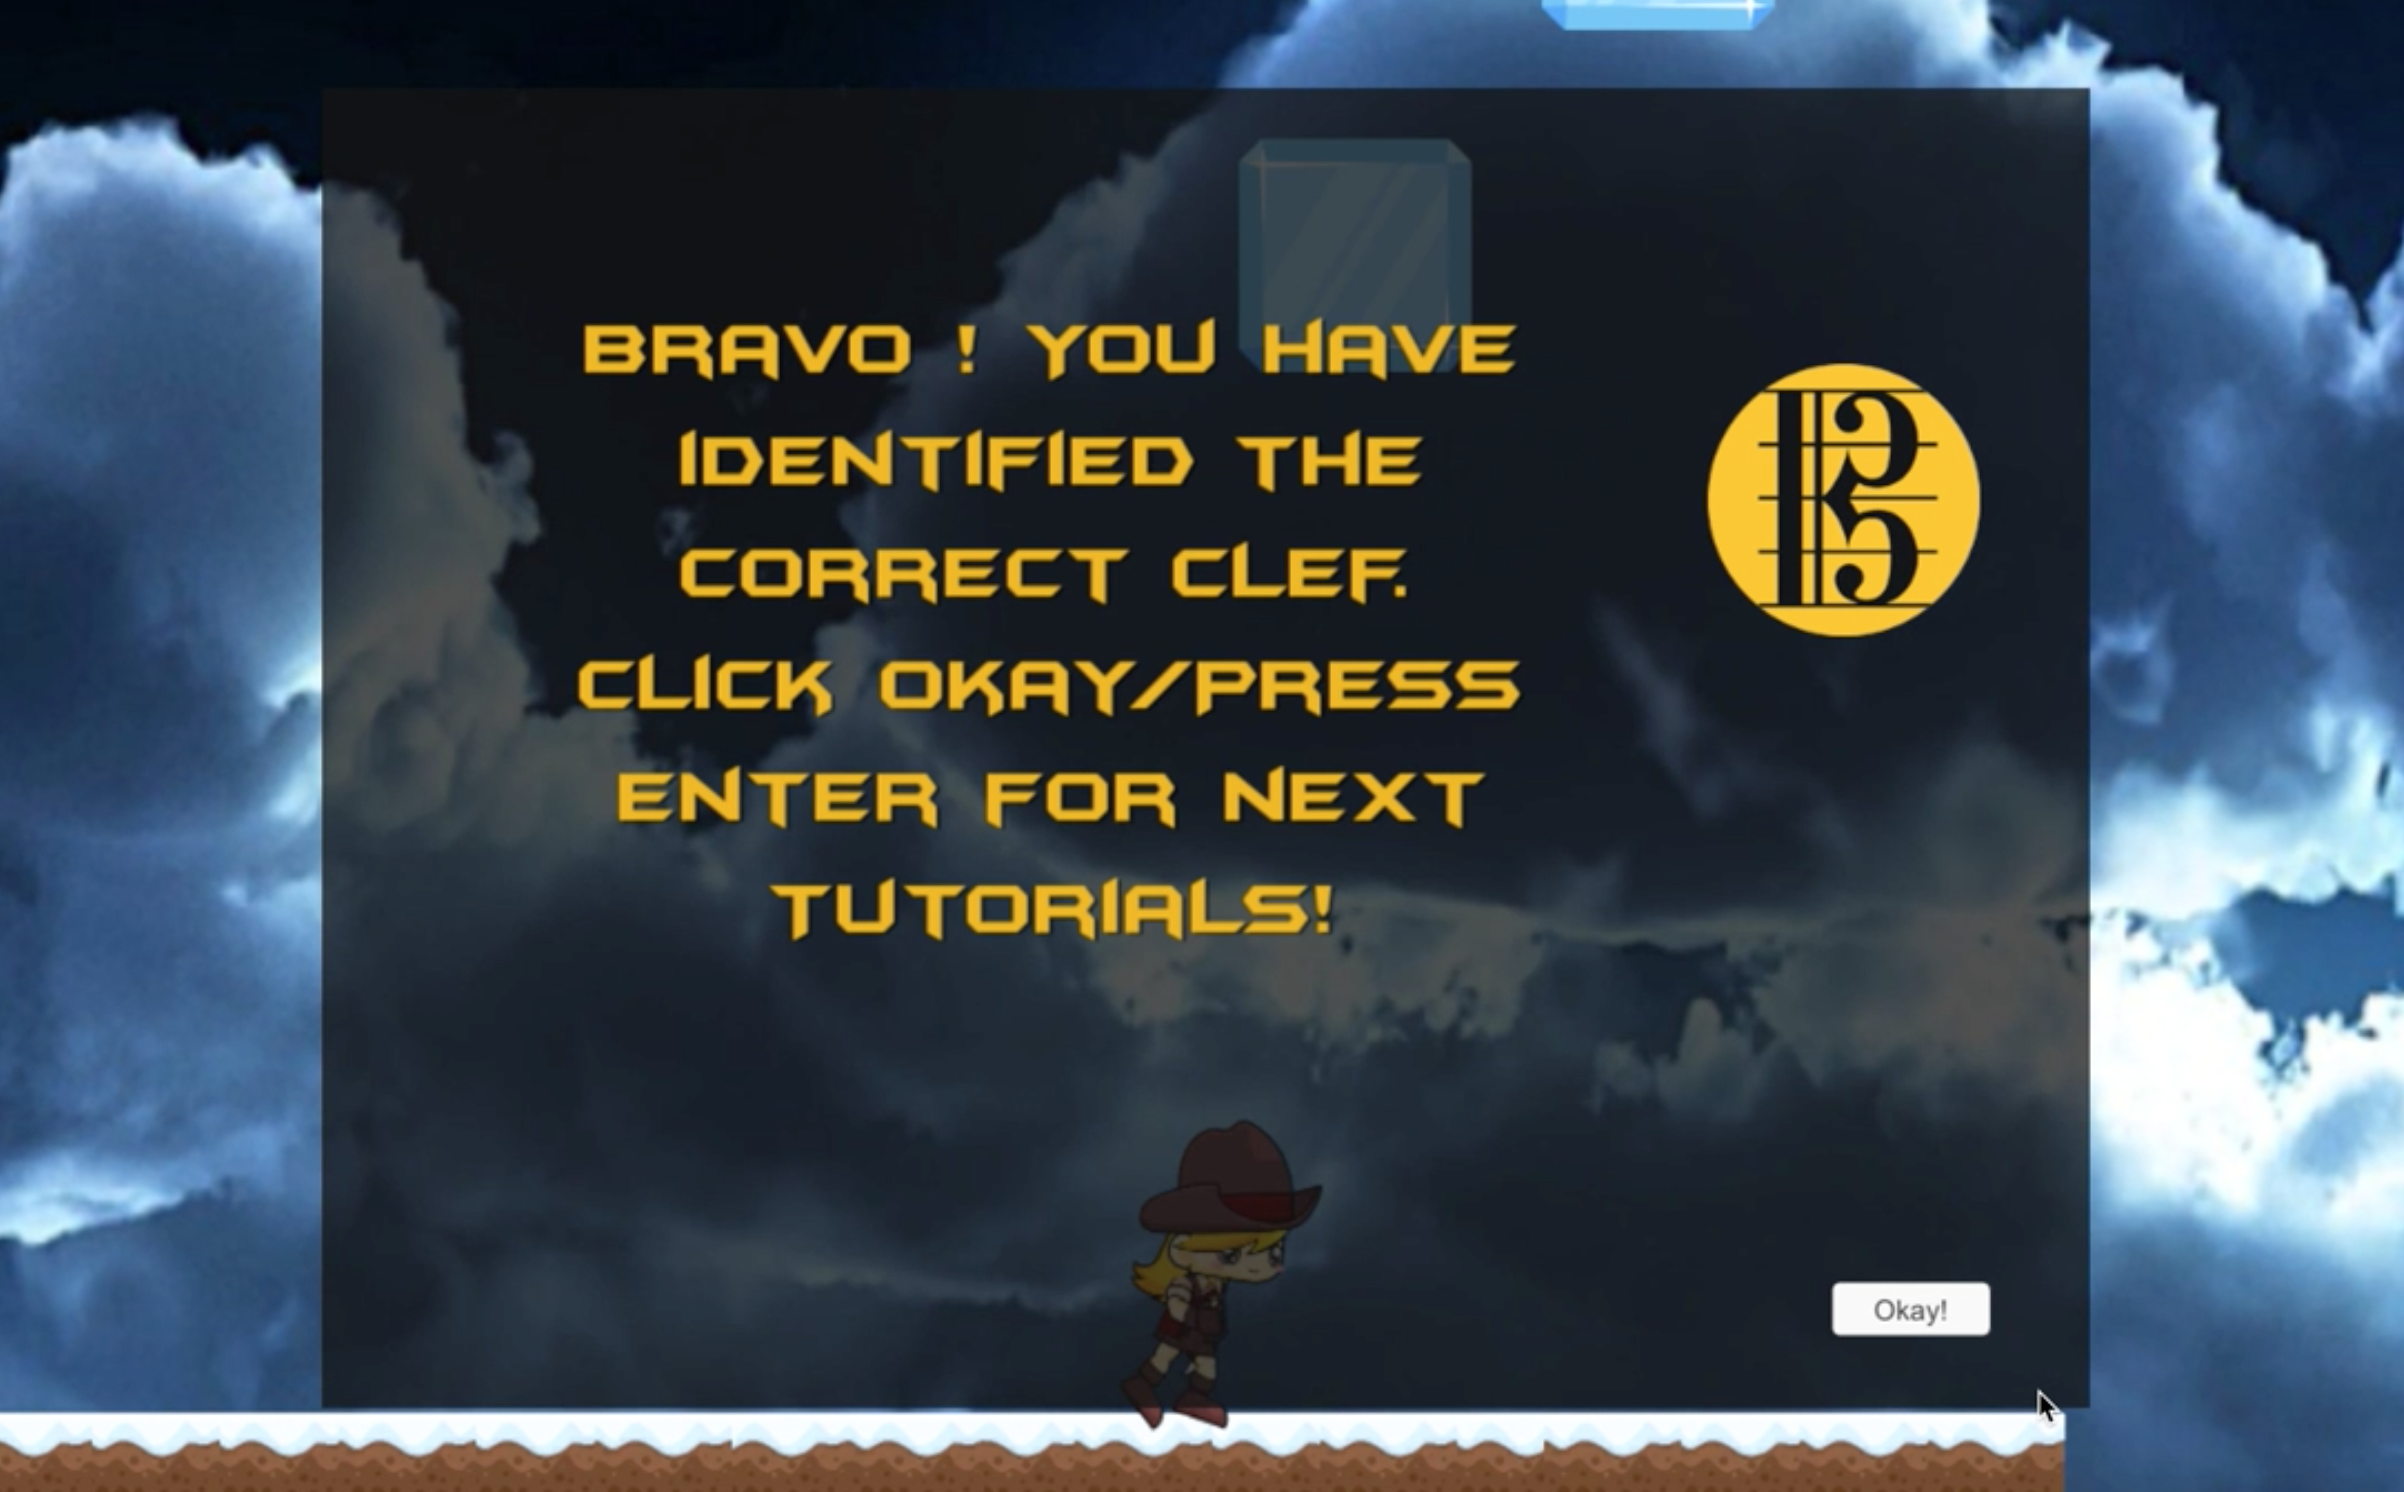 BRAVO ! YOU HAVE
IDENTIFIED THE
CORRECT CLEF.
CLICK OKAY/PRESS
ENTER FOR NEXT
TUTORIALS!
Okay!